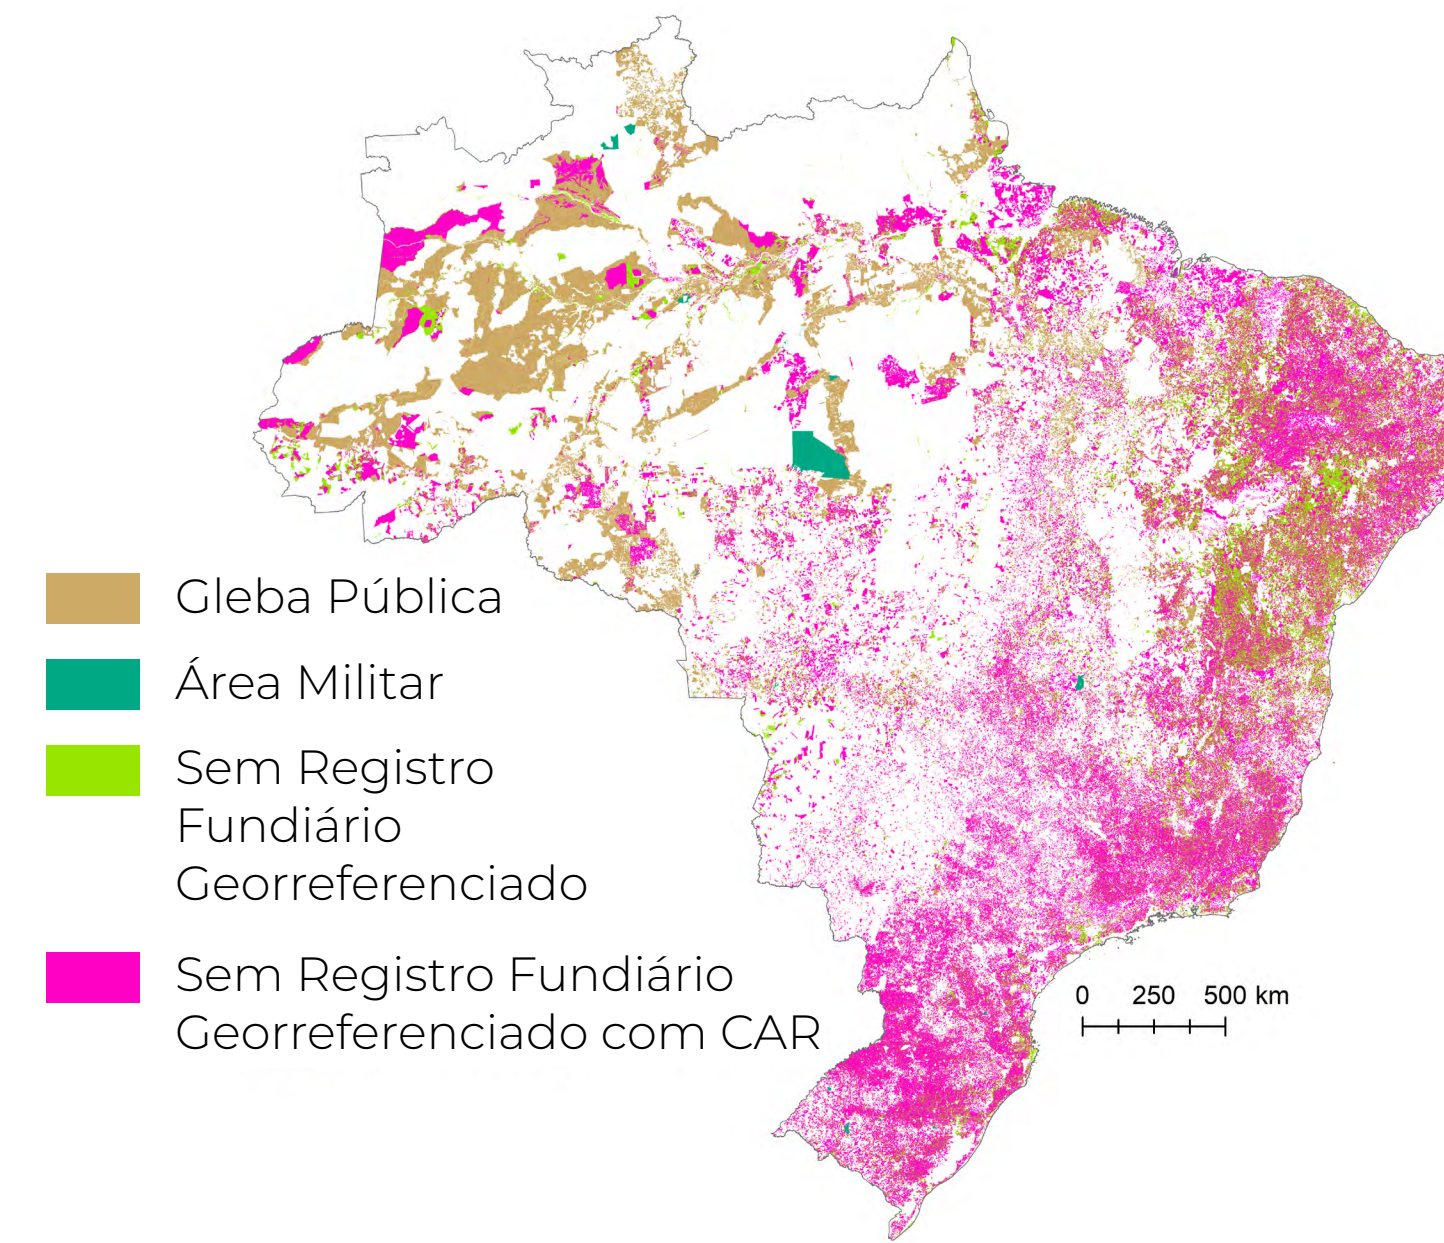 Gleba Pública
Área Militar
Sem Registro
Fundiário
Georreferenciado
Sem Registro Fundiário
Georreferenciado com CAR
0 250 500 km